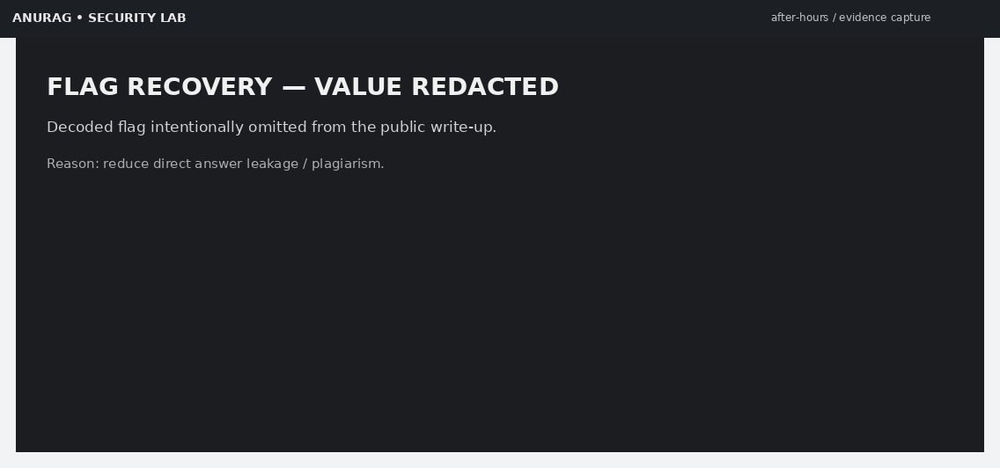 ANURAG • SECURITY LAB
after-hours / evidence capture
FLAG RECOVERY — VALUE REDACTED
Decoded flag intentionally omitted from the public write-up.
Reason: reduce direct answer leakage / plagiarism.